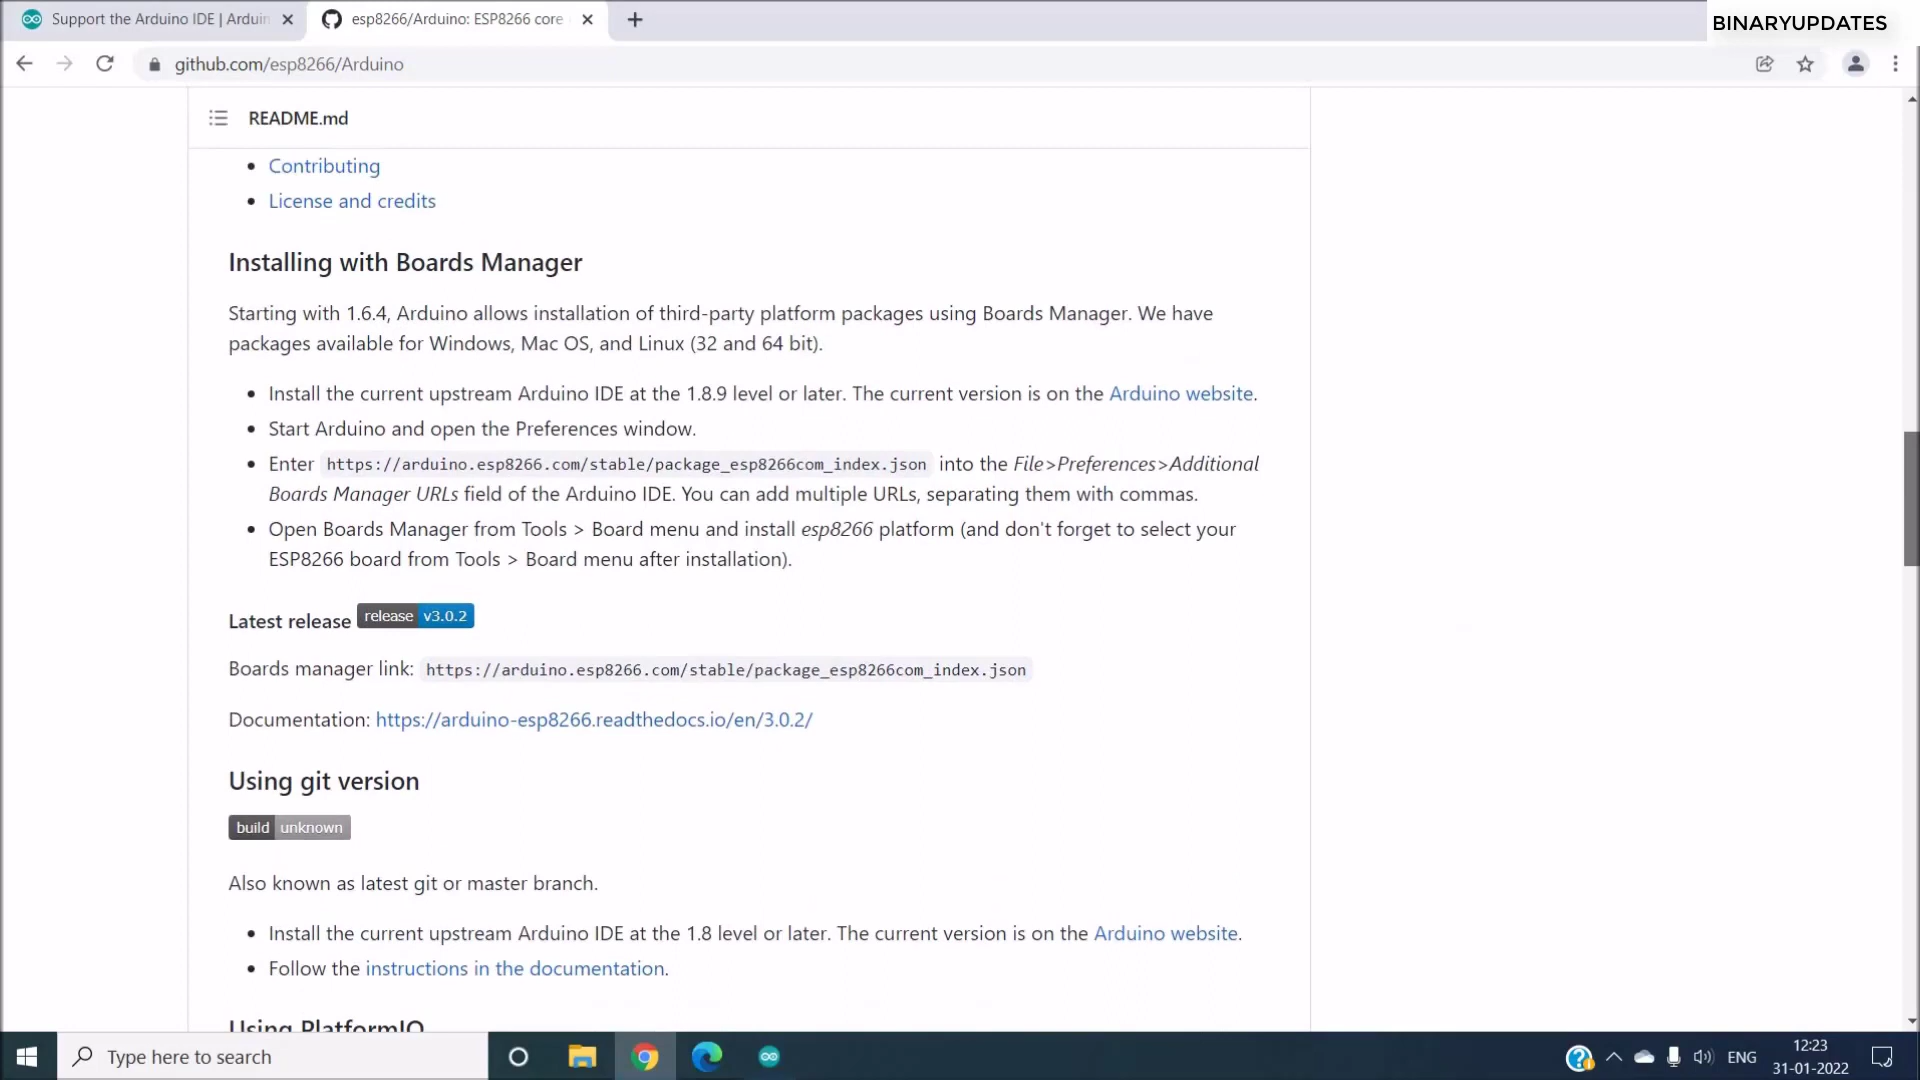 Support the Arduino IDE | Arduin
esp8266/Arduino: ESP8266 core
BINARYUPDATES
github.com/esp8266/Arduino
README.md
Contributing
License and credits
Installing with Boards Manager
Starting with 1.6.4, Arduino allows installation of third-party platform packages using Boards Manager. We have
packages available for Windows, Mac OS, and Linux (32 and 64 bit).
Install the current upstream Arduino IDE at the 1.8.9 level or later. The current version is on the Arduino website.
Start Arduino and open the Preferences window.
Enter https://arduino.esp8266.com/stable/package_esp8266com_index.json into the File>Preferences>Additional
Boards Manager URLs field of the Arduino IDE. You can add multiple URLs, separating them with commas.
Open Boards Manager from Tools > Board menu and install esp8266 platform (and don't forget to select your
ESP8266 board from Tools > Board menu after installation).
Latest release release v3.0.2
Boards manager link: https://arduino.esp8266.com/stable/package_esp8266com_index.json
Documentation: https://arduino-esp8266.readthedocs.io/en/3.0.2/
Using git version
build unknown
Also known as latest git or master branch.
Install the current upstream Arduino IDE at the 1.8 level or later. The current version is on the Arduino website.
Follow the instructions in the documentation.
Using PlatformIO
Type here to search
ENG
12:23
31-01-2022